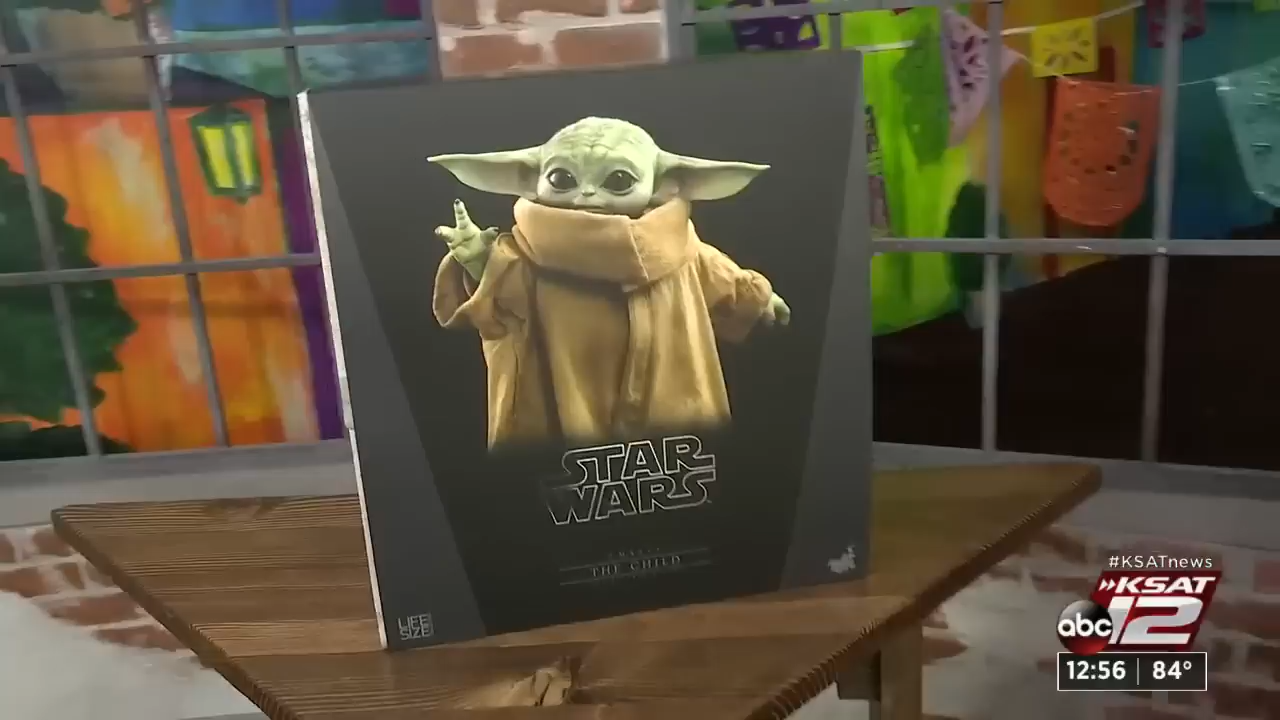 STAR
WARS
THE CHILD
LIFE
SIZE
#KSATnews
KSAT
abc 12
12:56 84°